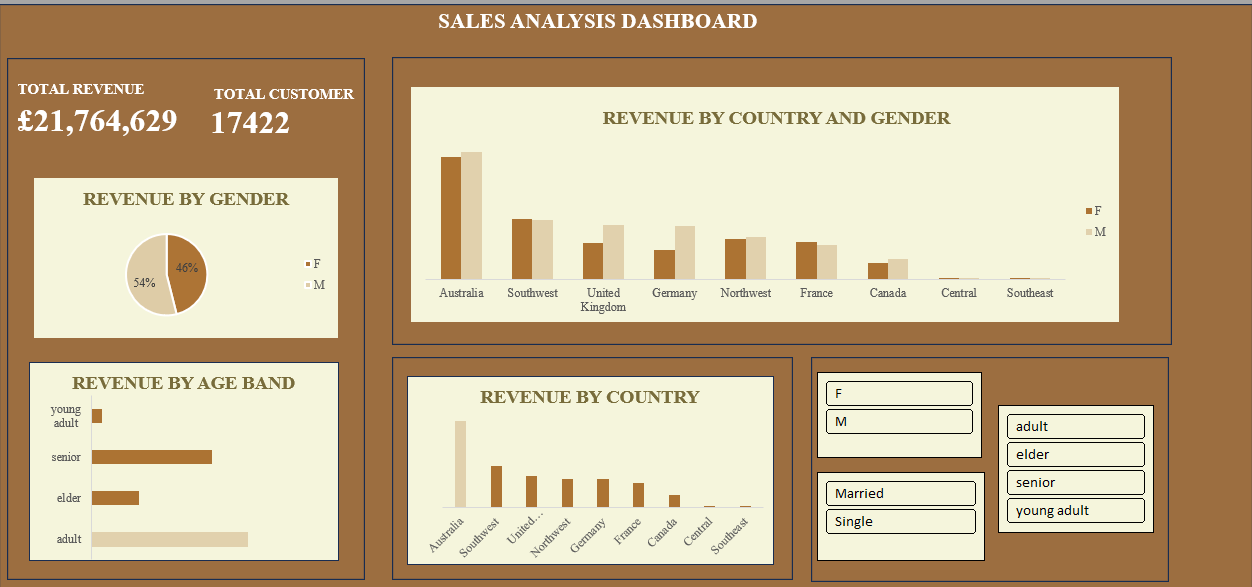 SALES ANALYSIS DASHBOARD
TOTAL REVENUE
£21,764,629
TOTAL CUSTOMER
17422
REVENUE BY GENDER
46%
54%
F
M
REVENUE BY AGE BAND
young
adult
senior
elder
adult
REVENUE BY COUNTRY AND GENDER
F
M
Australia
Southwest
United
Kingdom
Germany
Northwest
France
Canada
Central
Southeast
REVENUE BY COUNTRY
Australia
Southwest
United...
Northwest
Germany
France
Canada
Central
Southeast
F
M
Married
Single
adult
elder
senior
young adult